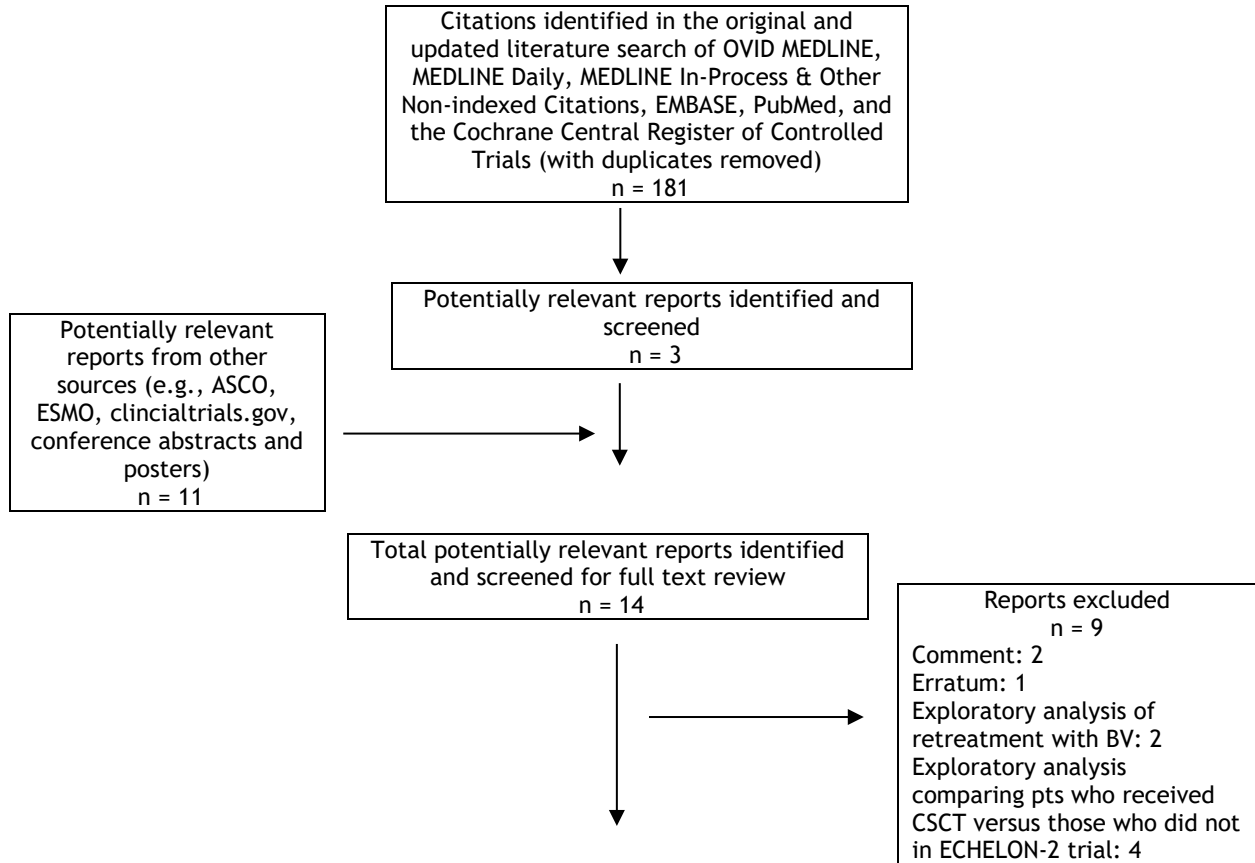 Citations identified in the original and
updated literature search of OVID MEDLINE,
MEDLINE Daily, MEDLINE In-Process & Other
Non-indexed Citations, EMBASE, PubMed, and
the Cochrane Central Register of Controlled
Trials (with duplicates removed)
n = 181
Potentially relevant reports identified and
screened
n = 3
Potentially relevant
reports from other
sources (e.g., ASCO,
ESMO, clincialtrials.gov,
conference abstracts and
posters)
n = 11
Total potentially relevant reports identified
and screened for full text review
n = 14
Reports excluded
n = 9
Comment: 2
Erratum: 1
Exploratory analysis of
retreatment with BV: 2
Exploratory analysis
comparing pts who received
CSCT versus those who did not
in ECHELON-2 trial: 4